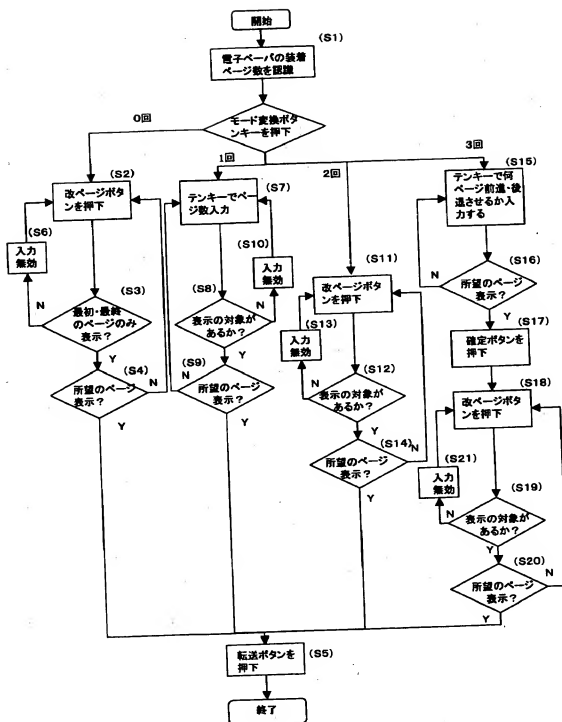 開始
(S1)
電子ペーパの装着
ページ数を認識
モード変換ボタ
ンキーを押下
0回
1回
2回
3回
(S2)
改ページボタ
ンを押下
(S6)
入力
無効
N
(S3)
最初・最終
のページのみ
表示?
Y
(S4)
所望のページ
表示?
N
Y
(S7)
テンキーでペー
ジ数入力
(S10)
入力
無効
N
(S8)
表示の対象が
あるか?
Y
(S9)
N
所望のページ
表示?
Y
(S11)
改ページボタ
ンを押下
(S13)
入力
無効
N
(S12)
表示の対象が
あるか?
Y
(S14)
N
所望のページ
表示?
Y
(S15)
テンキーで何
ページ前進・後
退させるか入
力する
(S16)
所望のページ
表示?
N
Y
(S17)
確定ボタンを
押下
(S18)
改ページボタ
ンを押下
(S21)
入力
無効
N
(S19)
表示の対象が
あるか?
Y
(S20)
所望のページ
表示?
N
Y
転送ボタンを
押下
(S5)
終了